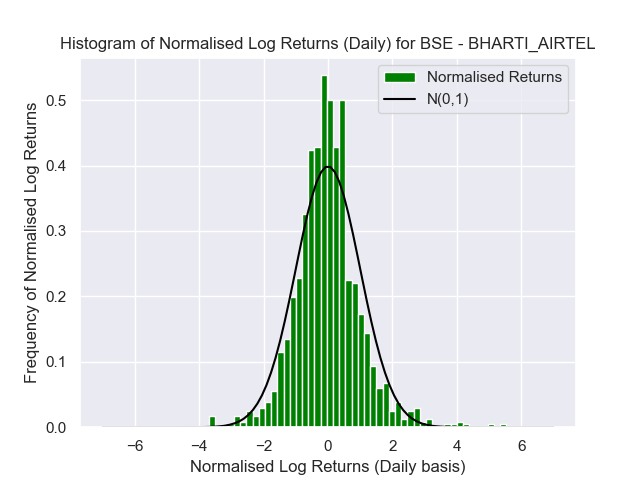 Histogram of Normalised Log Returns (Daily) for BSE - BHARTI_AIRTEL
Normalised Returns
N(0,1)
Frequency of Normalised Log Returns
0.5
0.4
0.3
0.2
0.1
0.0
−6 −4 −2 0 2 4 6
Normalised Log Returns (Daily basis)